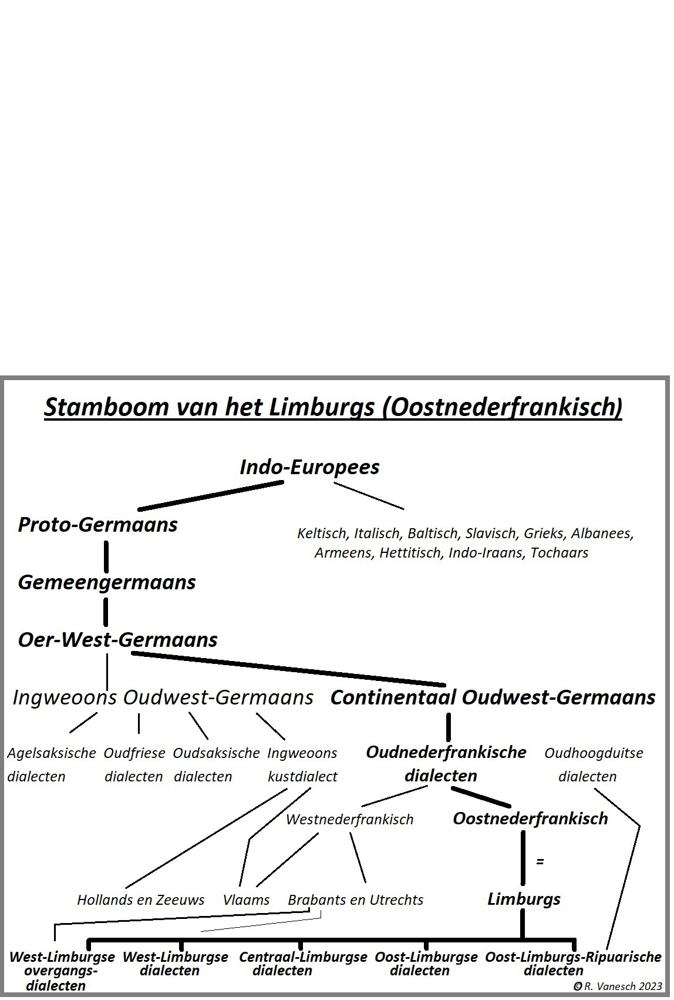 Stamboom van het Limburgs (Oostnederfrankisch)
Indo-Europees
Proto-Germaans
Keltisch, Italisch, Baltisch, Slavisch, Grieks, Albanees,
Armeens, Hettitisch, Indo-Iraans, Tochaars
Gemeengermaans
Oer-West-Germaans
Ingweoons Oudwest-Germaans
Continentaal Oudwest-Germaans
Agelsaksische
dialecten
Oudfriese
dialecten
Oudsaksische
dialecten
Ingweoons
kustdialect
Oudnederfrankische
dialecten
Oudhoogduitse
dialecten
Westnederfrankisch
Oostnederfrankisch
=
Hollands en Zeeuws
Vlaams
Brabants en Utrechts
Limburgs
West-Limburgse
overgangs-
dialecten
West-Limburgse
dialecten
Centraal-Limburgse
dialecten
Oost-Limburgse
dialecten
Oost-Limburgs-Ripuarische
dialecten
© R. Vanesch 2023